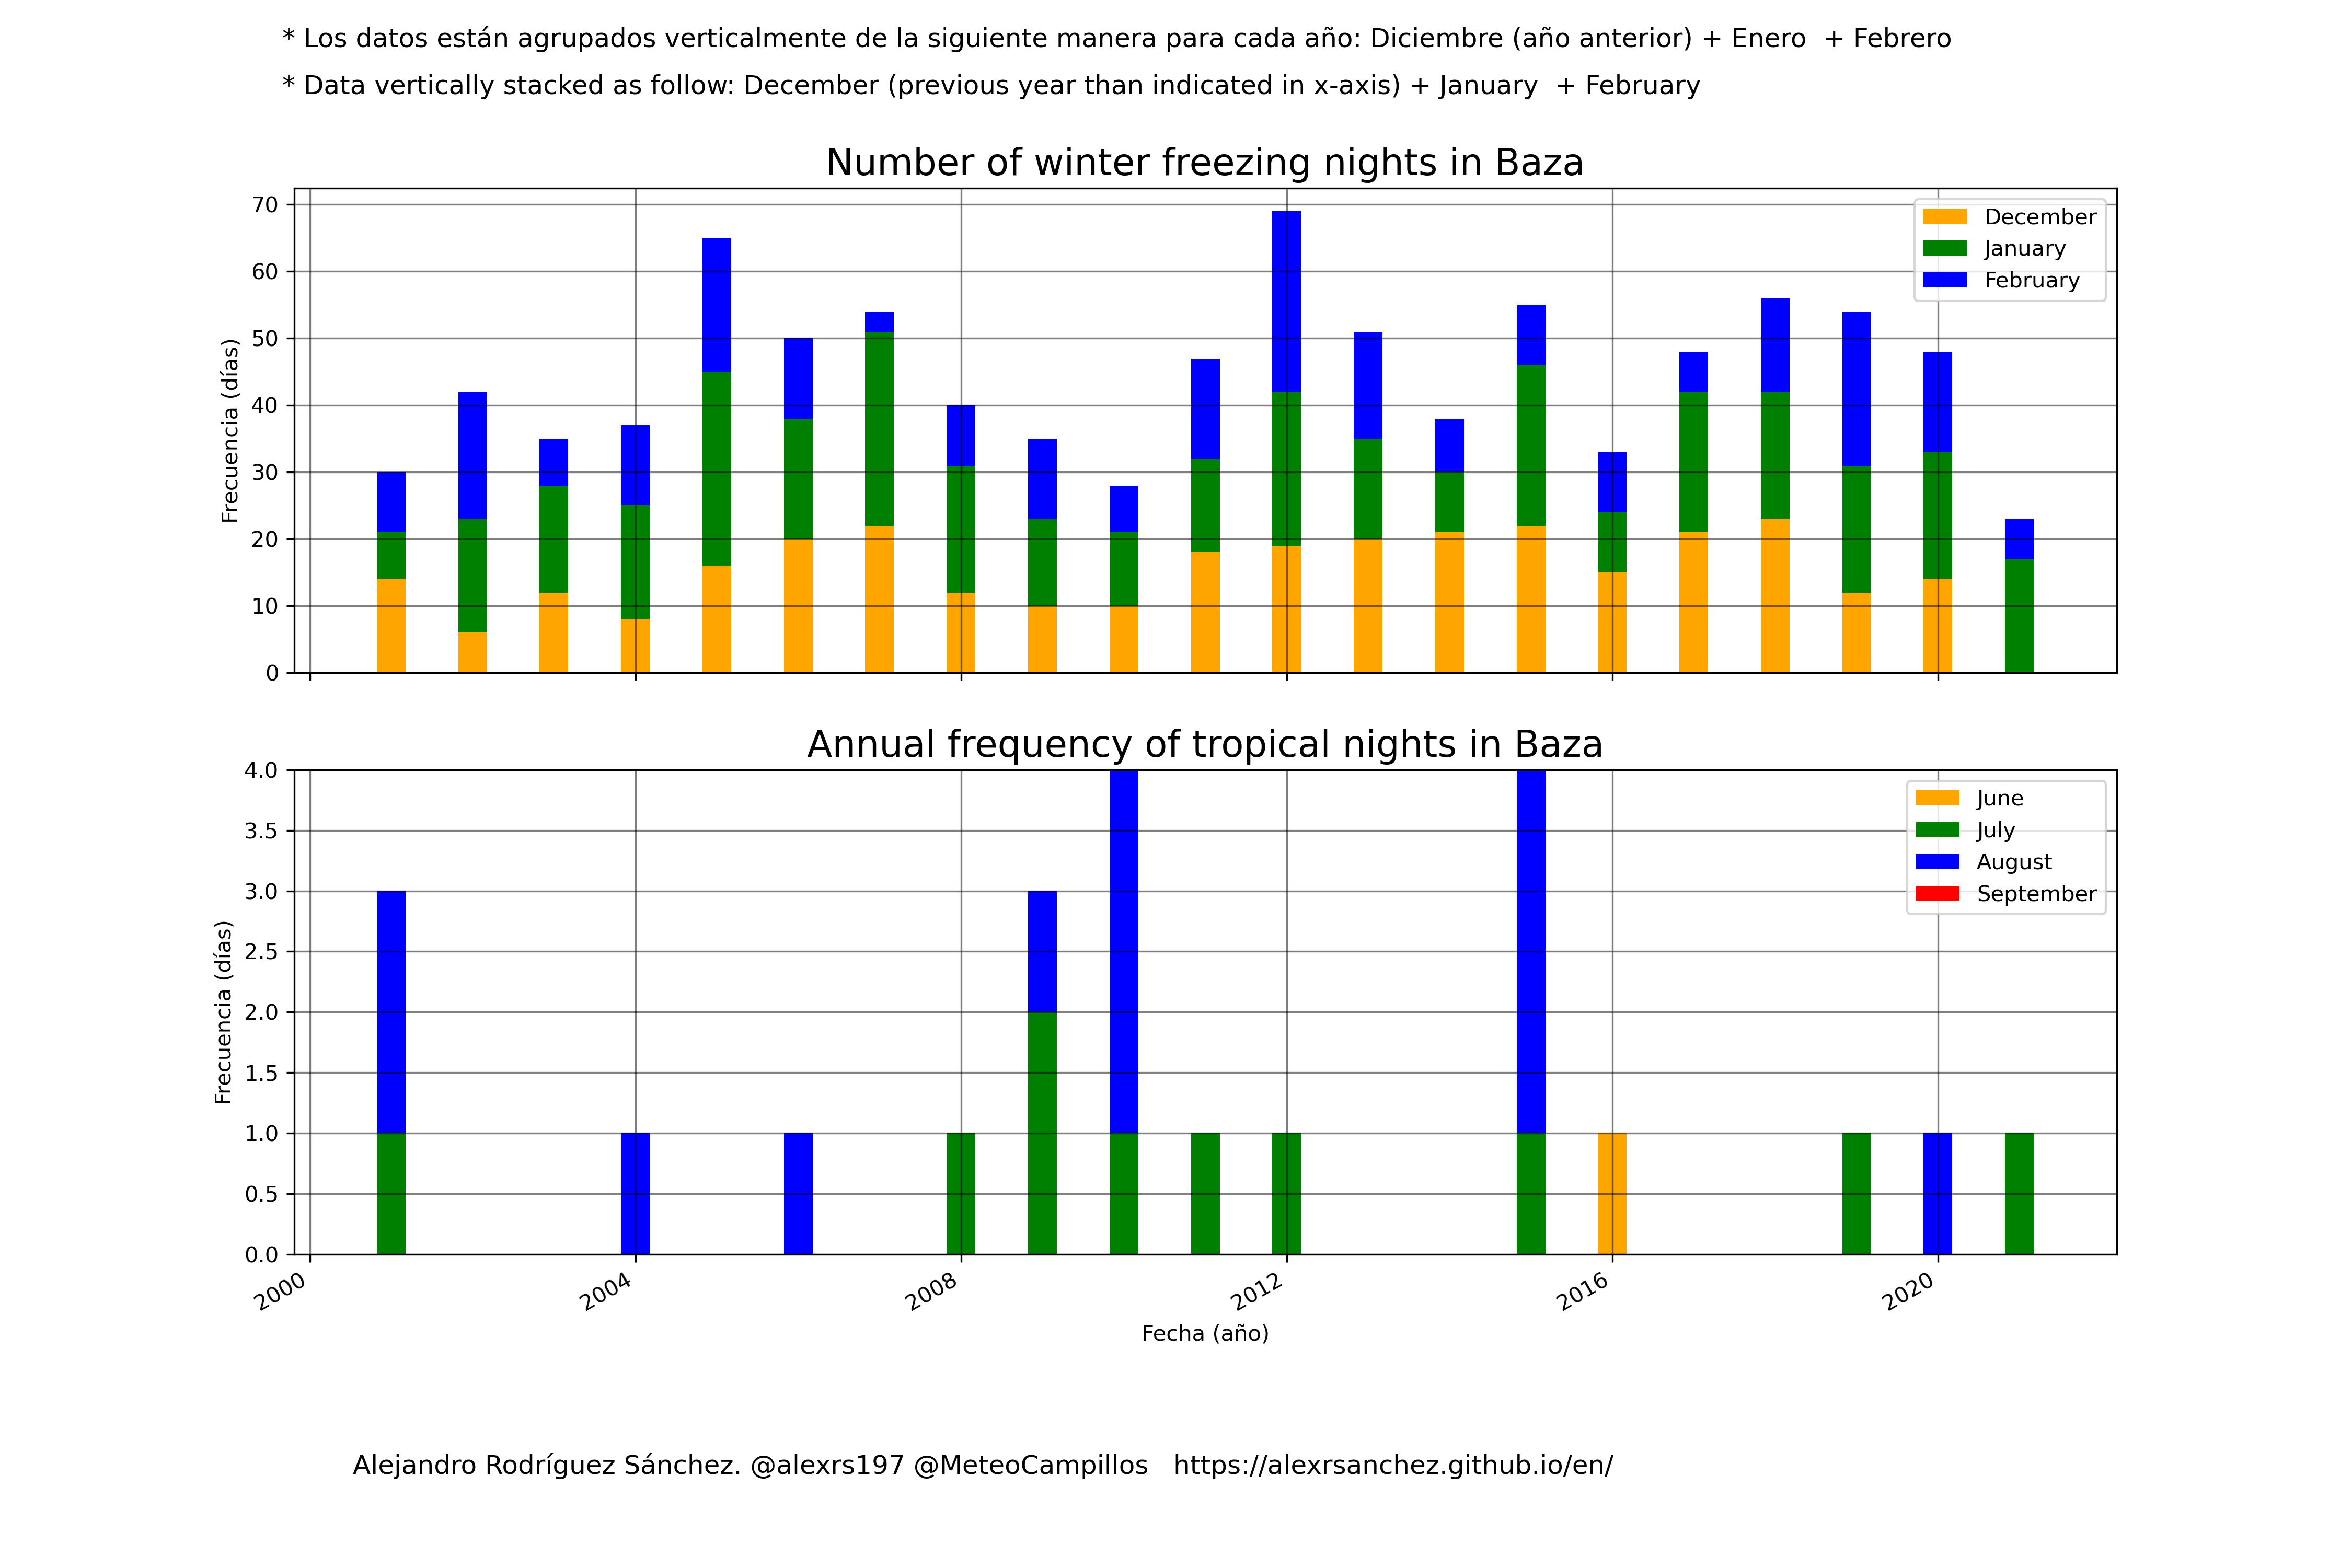 * Los datos están agrupados verticalmente de la siguiente manera para cada año: Diciembre (año anterior) + Enero  + Febrero
* Data vertically stacked as follow: December (previous year than indicated in x-axis) + January  + February
Number of winter freezing nights in Baza
70
60
50
40
30
20
10
0
Frecuencia (días)
December
January
February
Annual frequency of tropical nights in Baza
4.0
3.5
3.0
2.5
2.0
1.5
1.0
0.5
0.0
Frecuencia (días)
June
July
August
September
2000 2004 2008 2012 2016 2020
Fecha (año)
Alejandro Rodríguez Sánchez. @alexrs197 @MeteoCampillos   https://alexrsanchez.github.io/en/